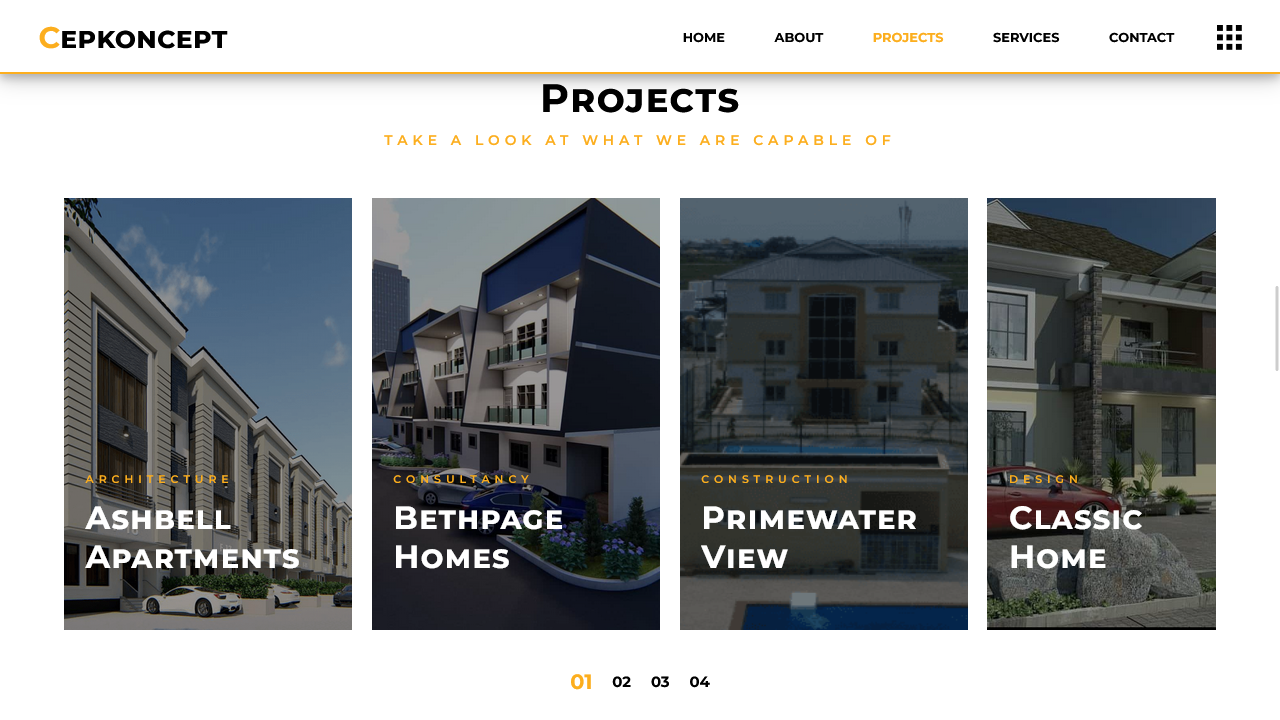 CEPKONCEPT
HOME ABOUT PROJECTS SERVICES CONTACT
PROJECTS
TAKE A LOOK AT WHAT WE ARE CAPABLE OF
ARCHITECTURE
ASHBELL
APARTMENTS
CONSULTANCY
BETHPAGE
HOMES
CONSTRUCTION
PRIMEWATER
VIEW
DESIGN
CLASSIC
HOME
01 02 03 04